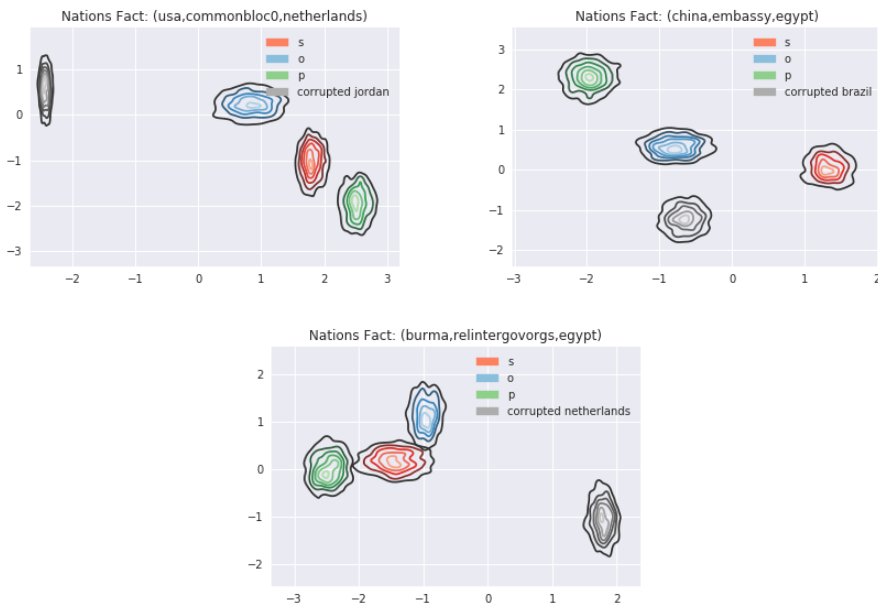 Nations Fact: (usa,commonbloc0,netherlands)
s
o
p
corrupted jordan
1
0
−1
−2
−3
−2
−1
0
1
2
3
Nations Fact: (china,embassy,egypt)
s
o
p
corrupted brazil
3
2
1
0
−1
−2
−3
−2
−1
0
1
2
Nations Fact: (burma,relintergovorgs,egypt)
s
o
p
corrupted netherlands
2
1
0
−1
−2
−3
−2
−1
0
1
2